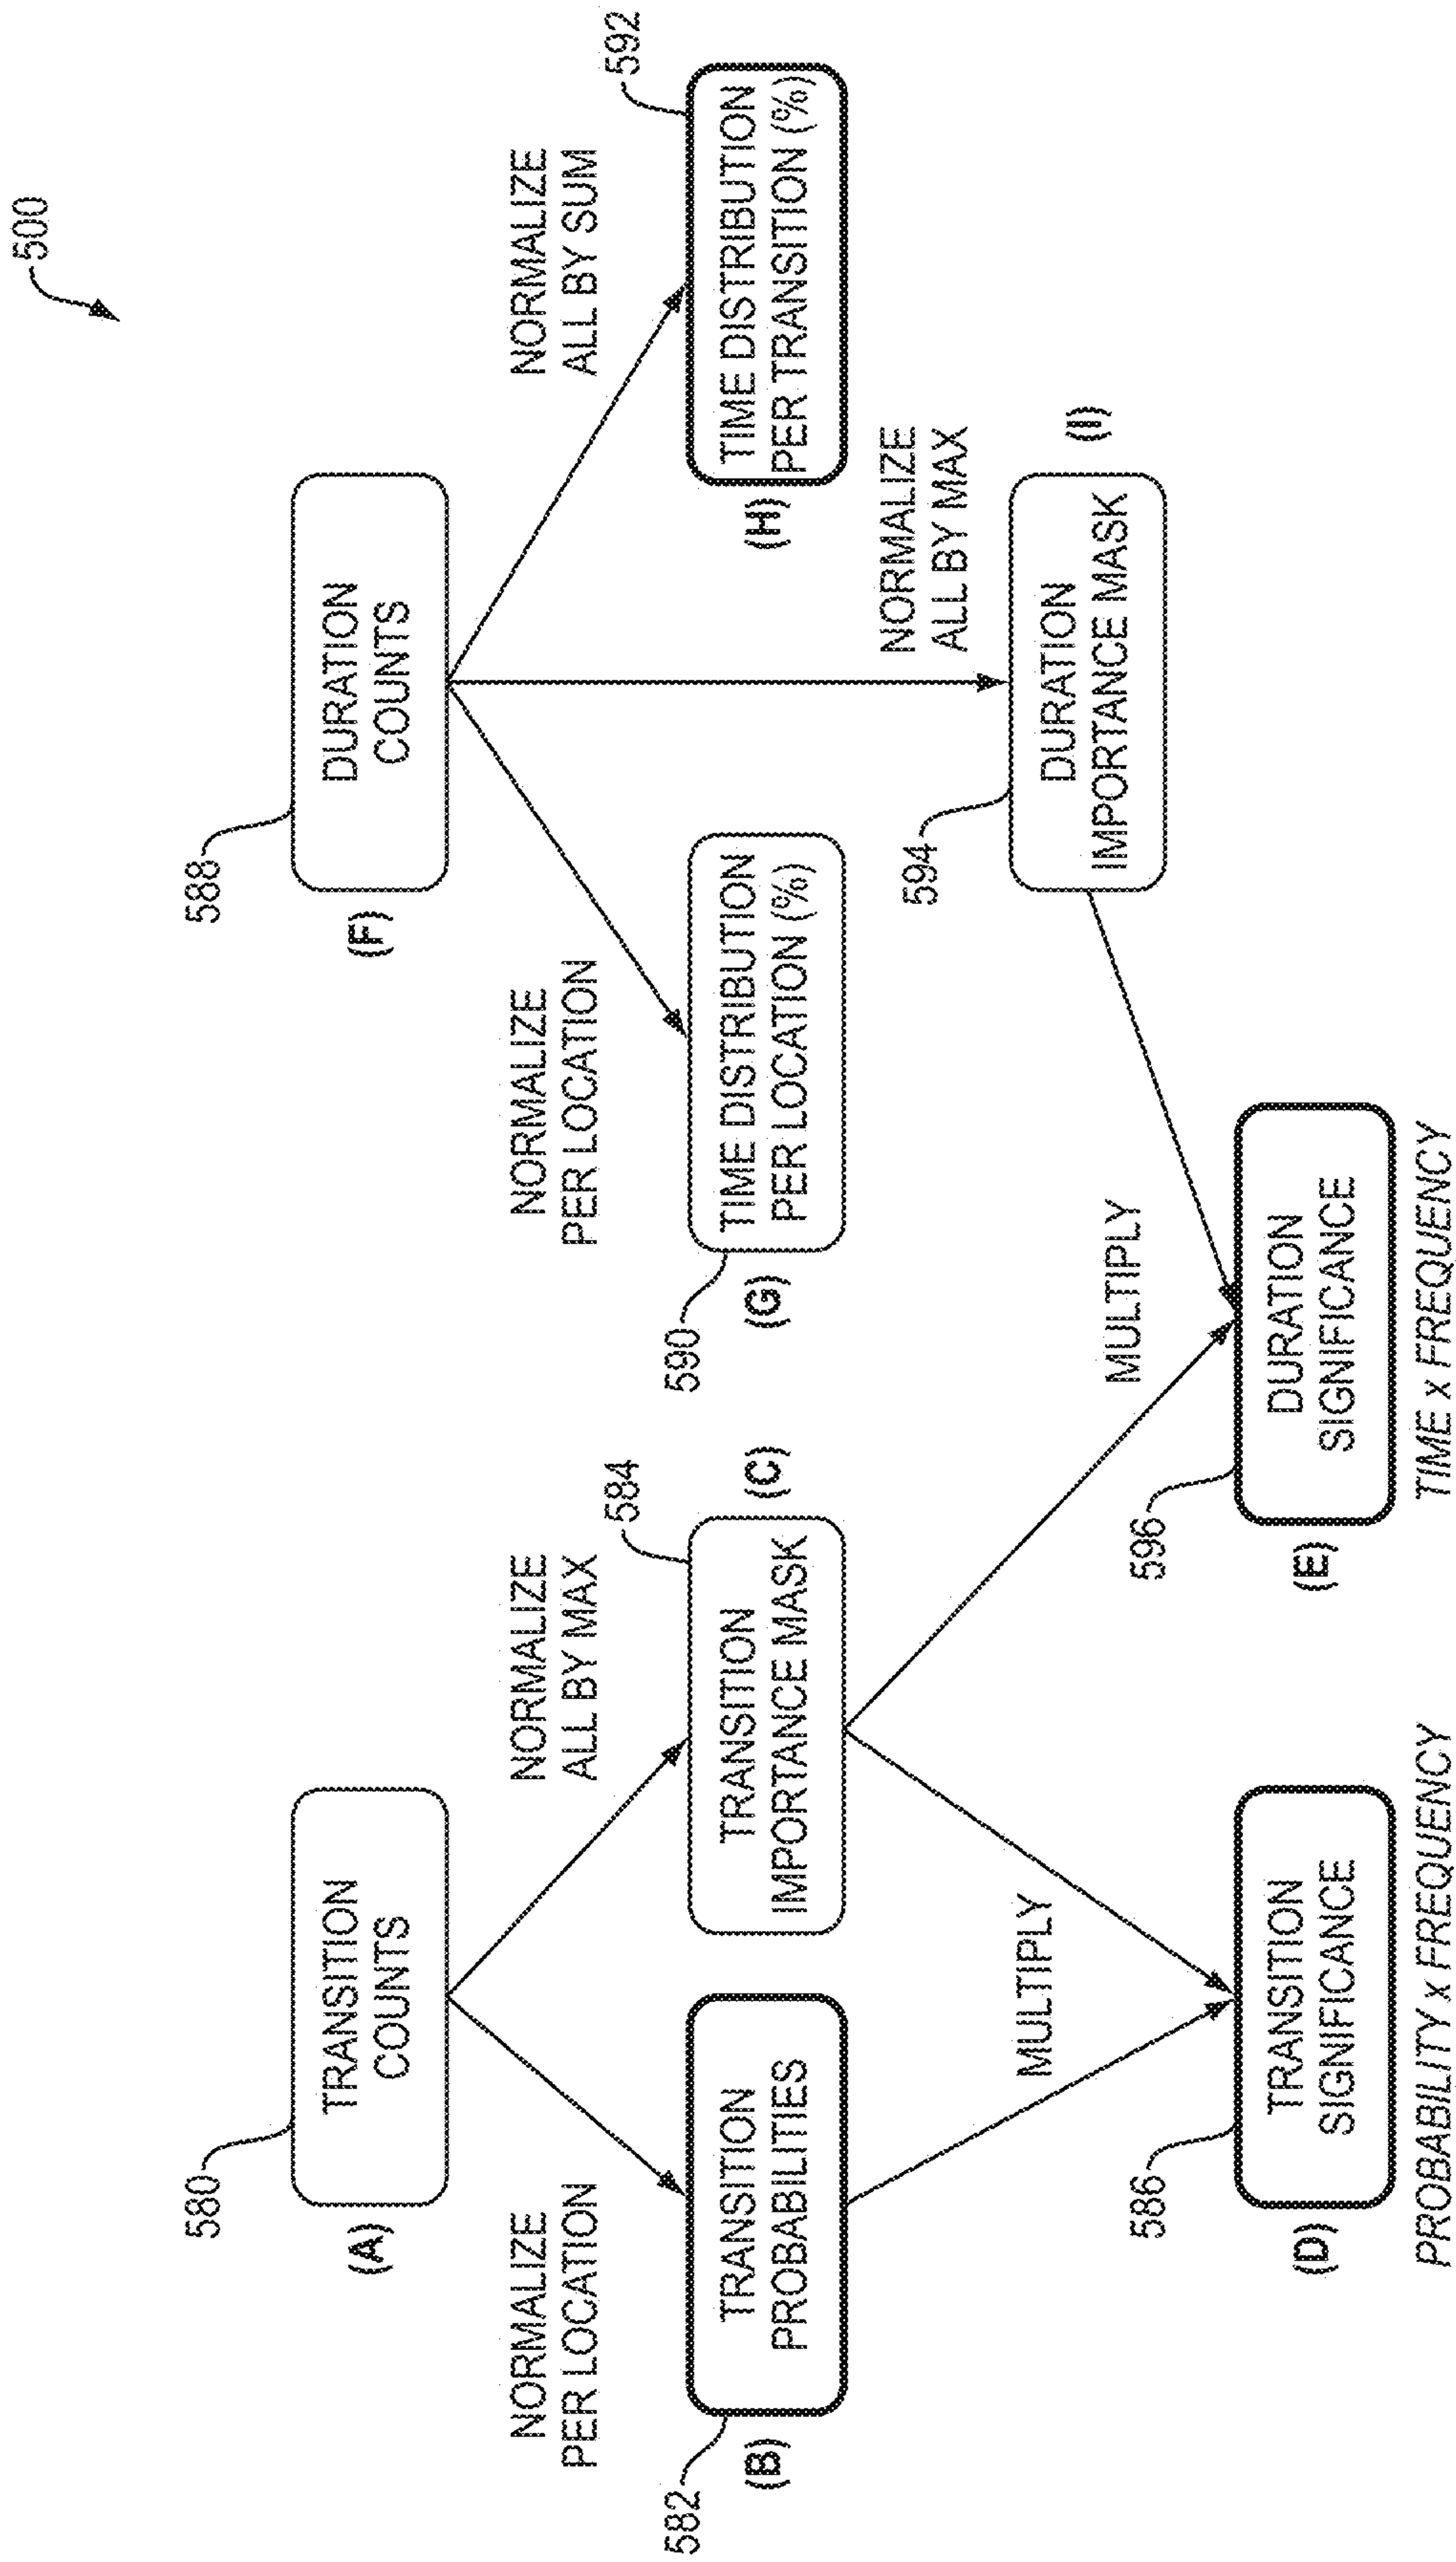 500
580
(A)
TRANSITION
COUNTS
588
(F)
DURATION
COUNTS
NORMALIZE
PER LOCATION
NORMALIZE
ALL BY MAX
NORMALIZE
PER LOCATION
NORMALIZE
ALL BY SUM
582
(B)
TRANSITION
PROBABILITIES
584
(C)
TRANSITION
IMPORTANCE MASK
590
(G)
TIME DISTRIBUTION
PER LOCATION (%)
592
(H)
TIME DISTRIBUTION
PER TRANSITION (%)
NORMALIZE
ALL BY MAX
594
(I)
DURATION
IMPORTANCE MASK
MULTIPLY
MULTIPLY
586
(D)
TRANSITION
SIGNIFICANCE
PROBABILITY x FREQUENCY
596
(E)
DURATION
SIGNIFICANCE
TIME x FREQUENCY